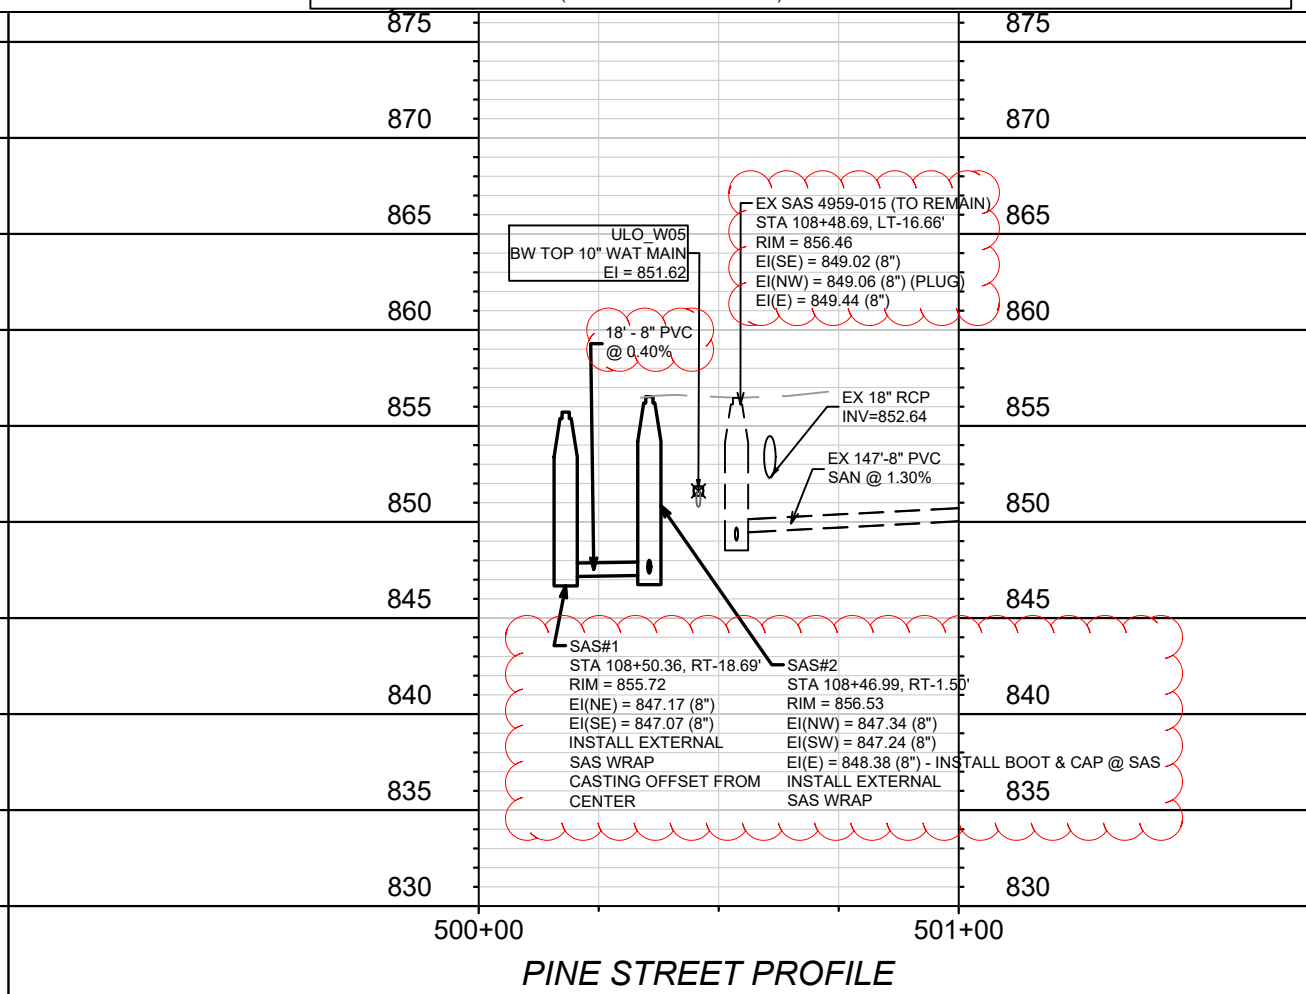 875
875
870
870
EX SAS 4959-015 (TO REMAIN)
STA 108+48.69, LT-16.66'
RIM = 856.46
EI(SE) = 849.02 (8")
EI(NW) = 849.06 (8") (PLUG)
EI(E) = 849.44 (8")
865
865
ULO_W05
BW TOP 10" WAT MAIN
EI = 851.62
860
860
18' - 8" PVC
@ 0.40%
855
855
EX 18" RCP
INV=852.64
EX 147'-8" PVC
SAN @ 1.30%
850
850
845
845
SAS#1
STA 108+50.36, RT-18.69'
RIM = 855.72
EI(NE) = 847.17 (8")
EI(SE) = 847.07 (8")
INSTALL EXTERNAL
SAS WRAP
CASTING OFFSET FROM
CENTER
SAS#2
STA 108+46.99, RT-1.50'
RIM = 856.53
EI(NW) = 847.34 (8")
EI(SW) = 847.24 (8")
EI(E) = 848.38 (8") - INSTALL BOOT & CAP @ SAS
INSTALL EXTERNAL
SAS WRAP
840
840
835
835
830
830
500+00
501+00
PINE STREET PROFILE